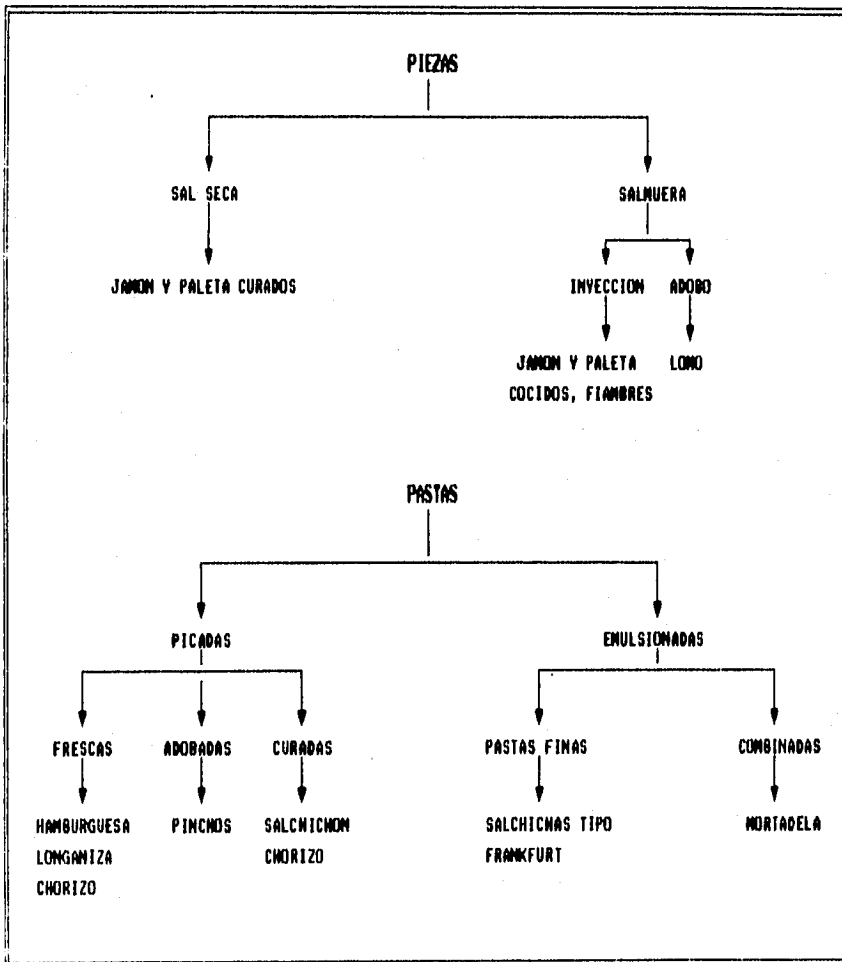 PIEZAS
SAL SECA
SALMUERA
JAMON Y PALETA CURADOS
INYECCION
ADOBO
JAMON Y PALETA
COCIDOS, FIAMBRES
LOMO
PASTAS
PICADAS
EMULSIONADAS
FRESCAS
ADOBADAS
CURADAS
PASTAS FINAS
COMBINADAS
HAMBURGUESA
LONGANIZA
CHORIZO
PINCHOS
SALCHICHON
CHORIZO
SALCHICHAS TIPO
FRANKFURT
MORTADELA